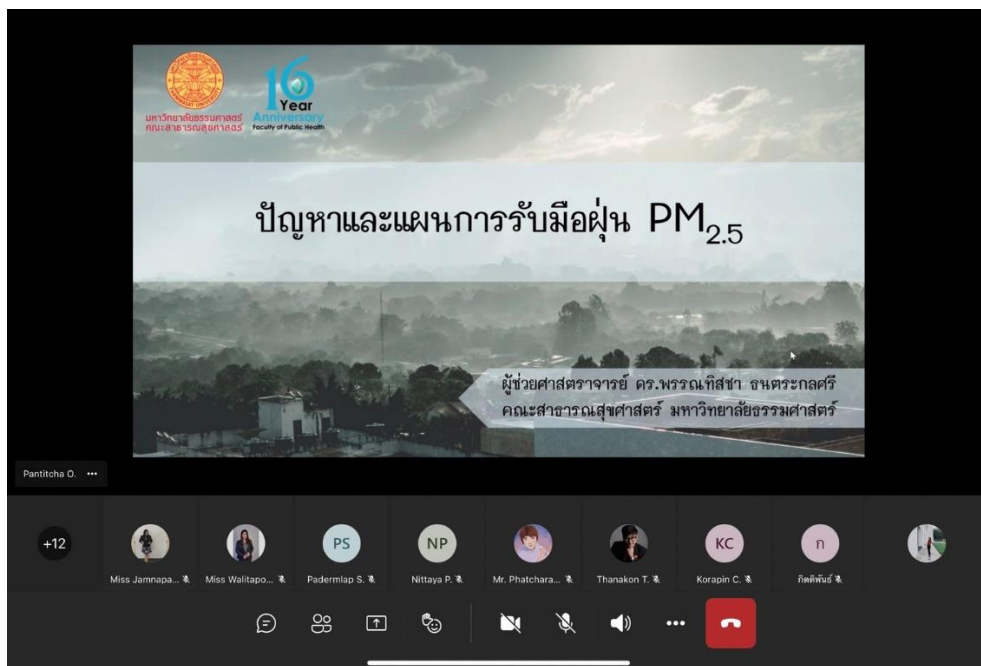 มหาวิทยาลัยธรรมศาสตร์
คณะสาธารณสุขศาสตร์
16
Year
Anniversary
Faculty of Public Health
ปัญหาและแผนการรับมือฝุ่น PM2.5
ผู้ช่วยศาสตราจารย์ ดร.พรรณทิสชา ธนตระกลศรี
คณะสาธารณสุขศาสตร์ มหาวิทยาลัยธรรมศาสตร์
Pantitcha O. •••
+12
PS
NP
KC
ก
Miss Jamnapa...
Miss Walitapo...
Padermlap S.
Nittaya P.
Mr. Phatchara...
Thanakon T.
Korapin C.
กิตติพันธ์